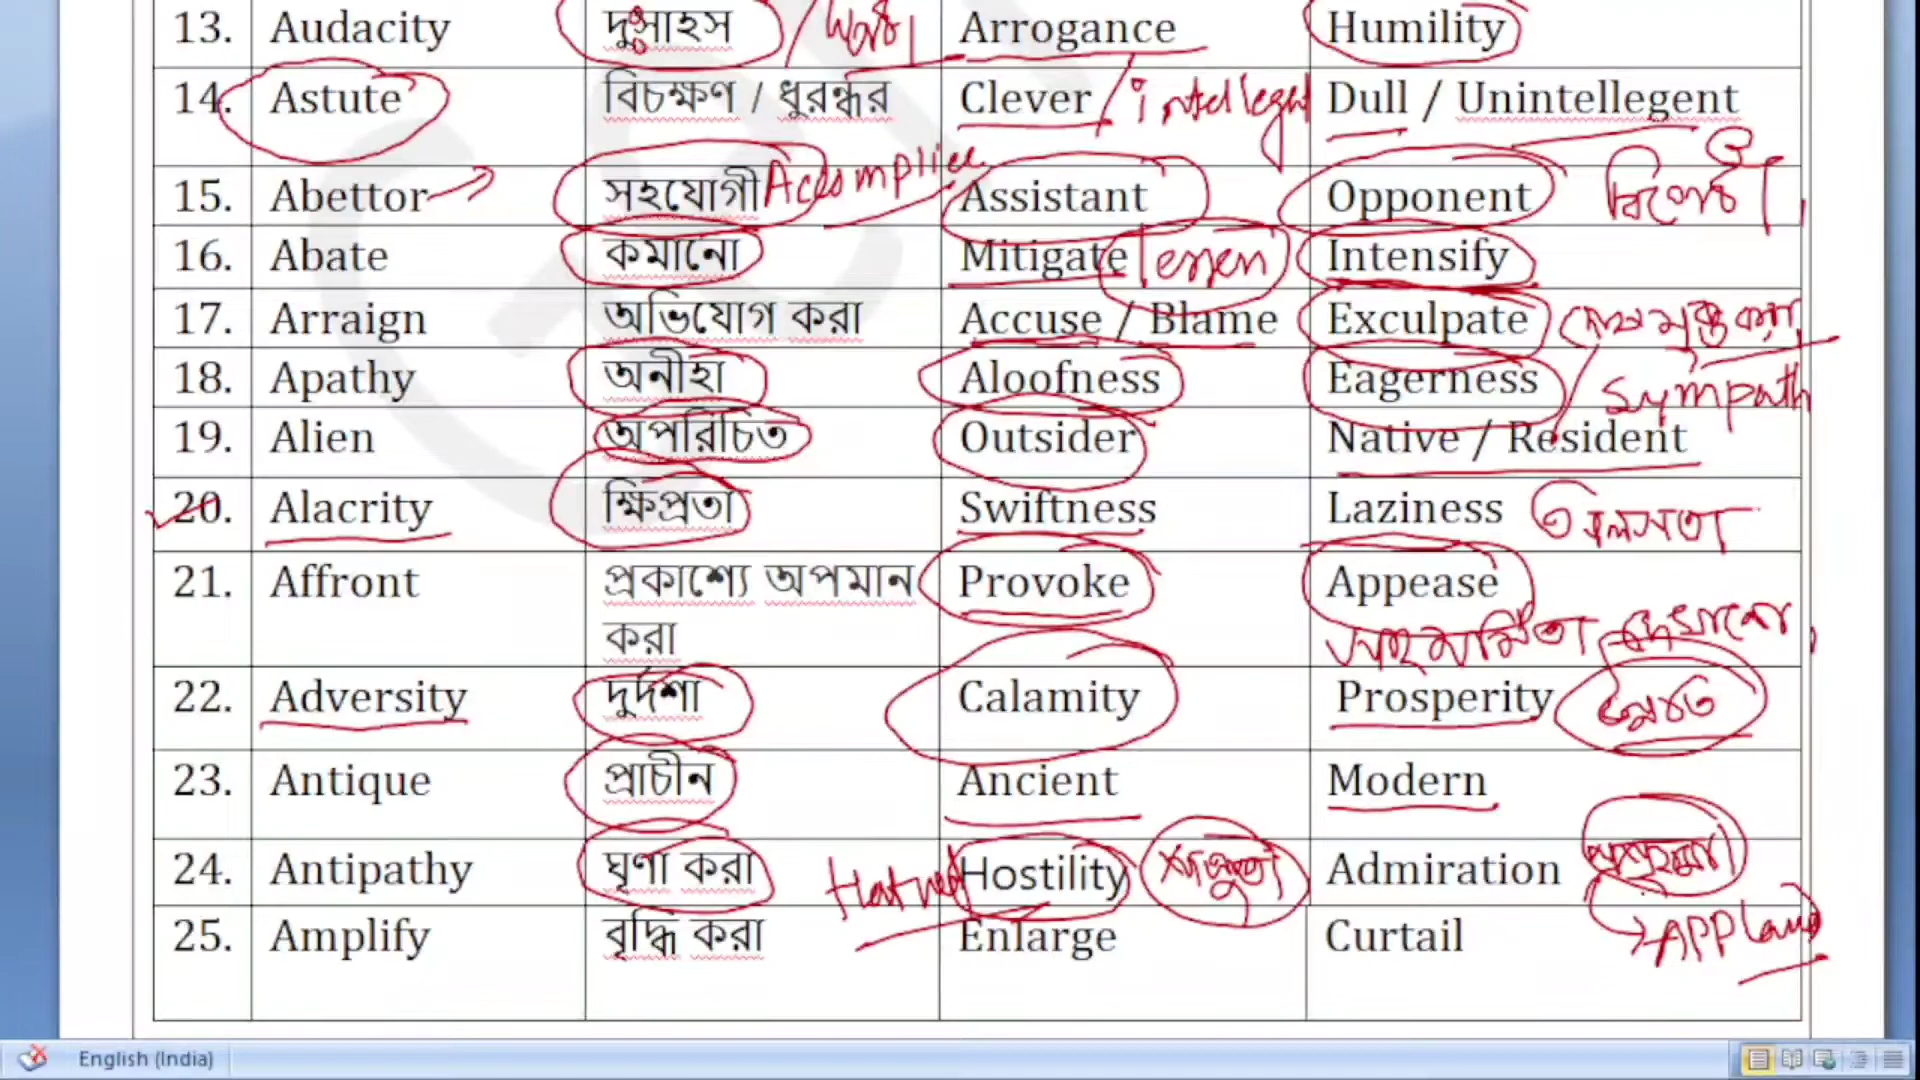 13. Audacity দুঃসাহস / Arrogance Humility
14. Astute বিচক্ষণ / ধুরন্ধর Clever / intellegent Dull / Unintellegent
15. Abettor সহযোগী Accomplice Assistant Opponent
16. Abate কমানো Mitigate lessen Intensify
17. Arraign অভিযোগ করা Accuse / Blame Exculpate
18. Apathy অনীহা Aloofness Eagerness / Sympath
19. Alien অপরিচিত Outsider Native / Resident
20. Alacrity ক্ষিপ্রতা Swiftness Laziness অলসতা
21. Affront প্রকাশ্যে অপমান Provoke Appease
করা
22. Adversity দুর্দশা Calamity Prosperity
23. Antique প্রাচীন Ancient Modern
24. Antipathy ঘৃণা করা Hatred Hostility শত্রুতা Admiration
25. Amplify বৃদ্ধি করা Enlarge Curtail APPLaud
English (India)